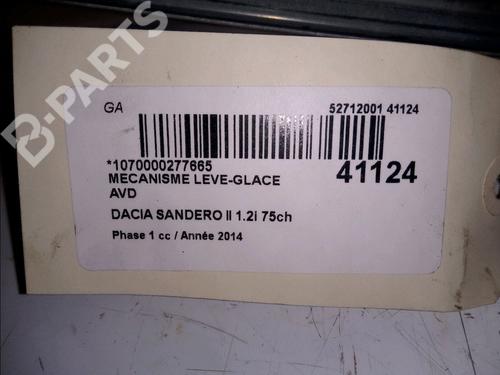 GA
52712001 41124
*1070000277665
41124
MECANISME LEVE-GLACE
AVD
DACIA SANDERO II 1.2i 75ch
Phase 1 cc / Année 2014
B-PARTS